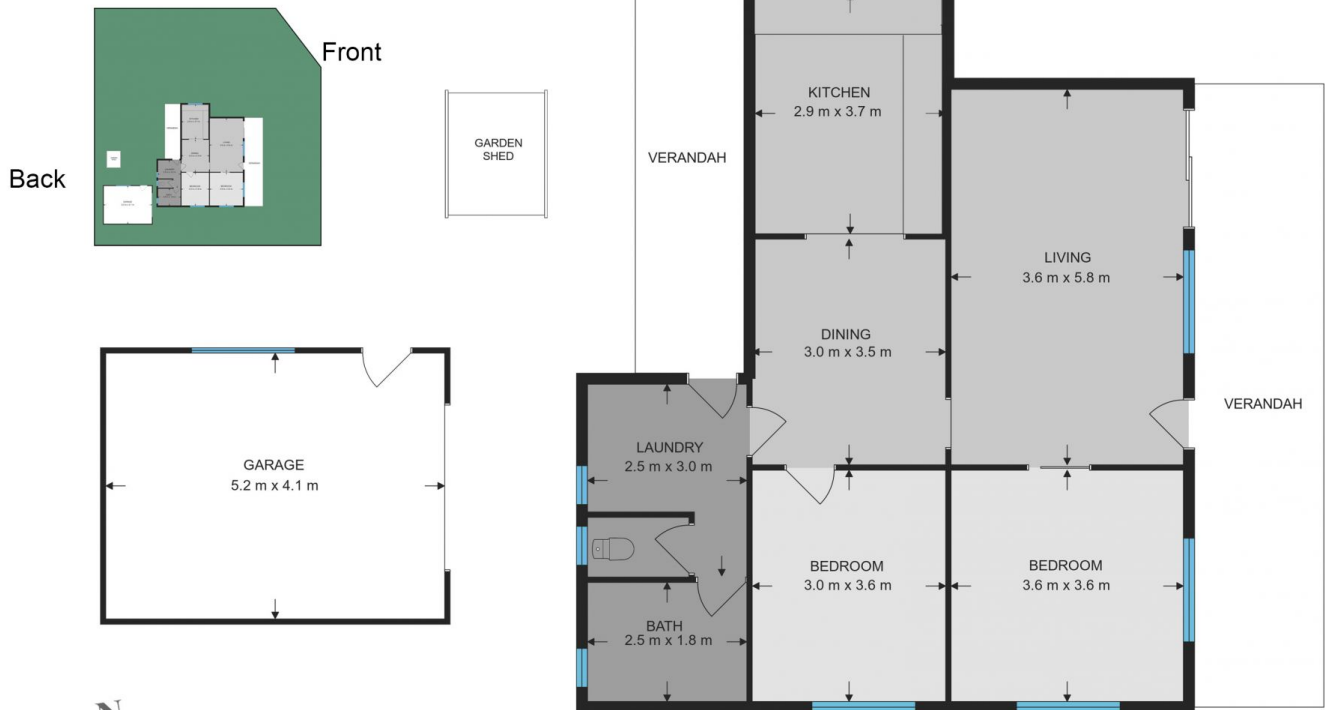 Front
Back
GARDEN
SHED
VERANDAH
KITCHEN
2.9 m x 3.7 m
LIVING
3.6 m x 5.8 m
DINING
3.0 m x 3.5 m
VERANDAH
GARAGE
5.2 m x 4.1 m
LAUNDRY
2.5 m x 3.0 m
BEDROOM
3.0 m x 3.6 m
BEDROOM
3.6 m x 3.6 m
BATH
2.5 m x 1.8 m
N